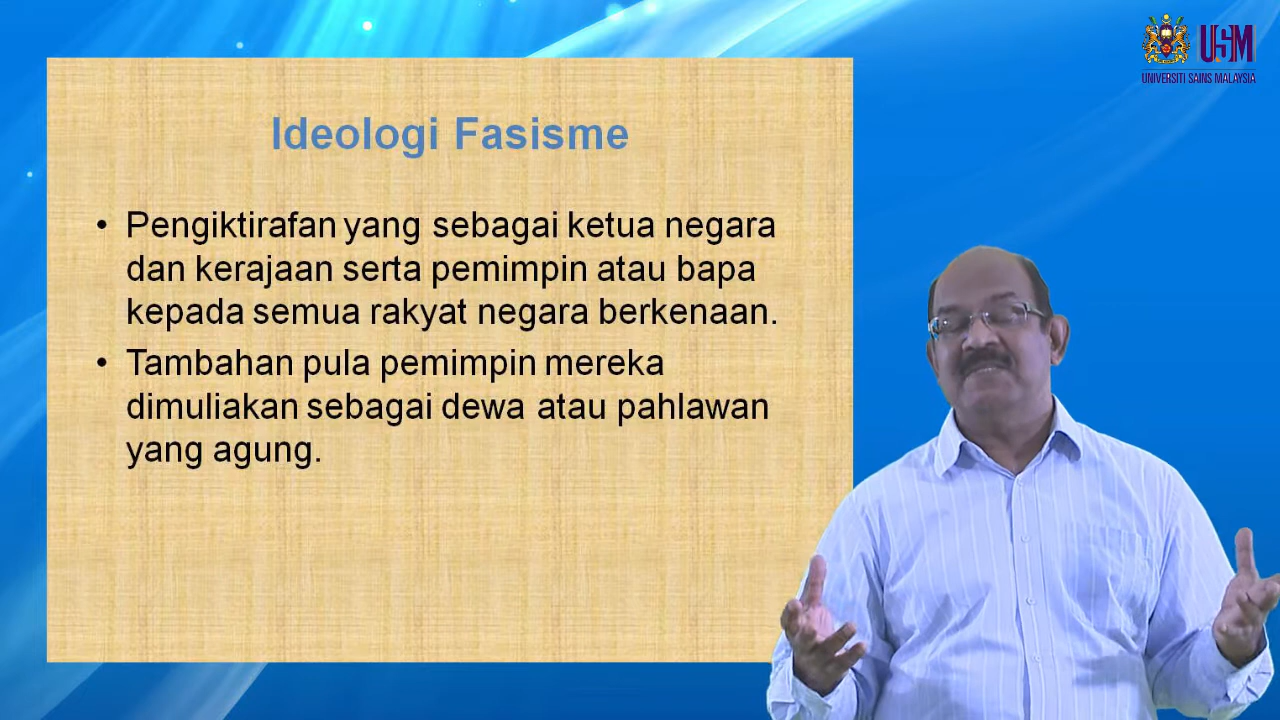 USM
UNIVERSITI SAINS MALAYSIA
Ideologi Fasisme
• Pengiktirafan yang sebagai ketua negara
dan kerajaan serta pemimpin atau bapa
kepada semua rakyat negara berkenaan.
• Tambahan pula pemimpin mereka
dimuliakan sebagai dewa atau pahlawan
yang agung.